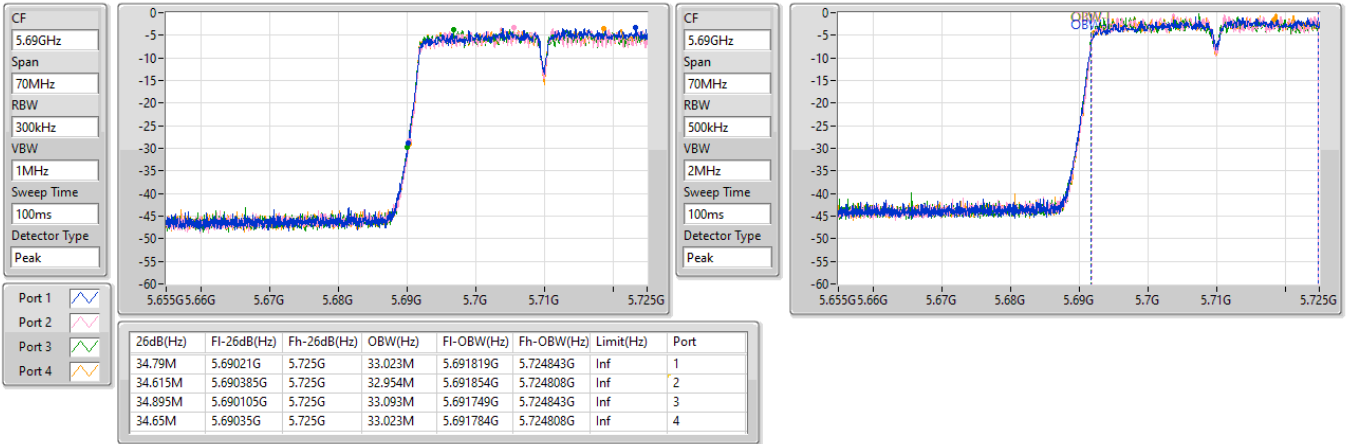 CF
5.69GHz
Span
70MHz
RBW
300kHz
VBW
1MHz
Sweep Time
100ms
Detector Type
Peak
0
-5
-10
-15
-20
-25
-30
-35
-40
-45
-50
-55
-60
5.655G 5.66G 5.67G 5.68G 5.69G 5.7G 5.71G 5.725G
CF
5.69GHz
Span
70MHz
RBW
500kHz
VBW
2MHz
Sweep Time
100ms
Detector Type
Peak
0
-5
-10
-15
-20
-25
-30
-35
-40
-45
-50
-55
-60
5.655G 5.66G 5.67G 5.68G 5.69G 5.7G 5.71G 5.725G
Port 1
Port 2
Port 3
Port 4
26dB(Hz) Fl-26dB(Hz) Fh-26dB(Hz) OBW(Hz) Fl-OBW(Hz) Fh-OBW(Hz) Limit(Hz) Port
34.79M 5.69021G 5.725G 33.023M 5.691819G 5.724843G Inf 1
34.615M 5.690385G 5.725G 32.954M 5.691854G 5.724808G Inf 2
34.895M 5.690105G 5.725G 33.093M 5.691749G 5.724843G Inf 3
34.65M 5.69035G 5.725G 33.023M 5.691784G 5.724808G Inf 4